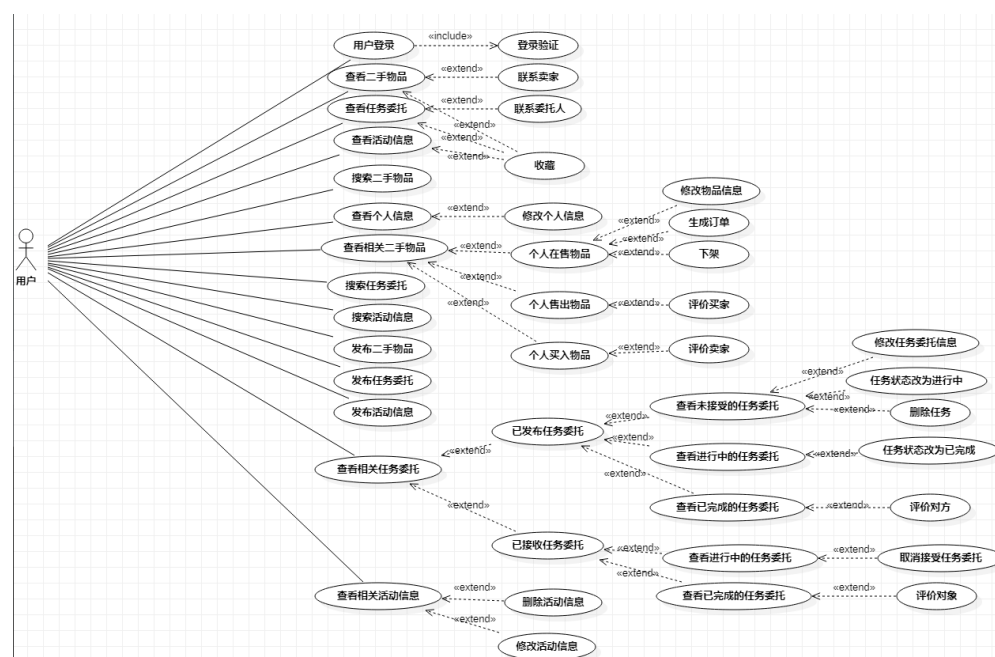 用户登录 «include» 登录验证
查看二手物品 «extend» 联系卖家
查看任务委托 «extend» 联系委托人
«extend»
查看活动信息 «extend»
«extend» 收藏
搜索二手物品 修改物品信息
查看个人信息 «extend» 修改个人信息 «extend» 生成订单
查看相关二手物品 «extend» 个人在售物品 «extend»
«extend» 下架
用户
搜索任务委托 «extend»
个人售出物品 «extend» 评价买家
搜索活动信息 «extend»
发布二手物品 个人买入物品 «extend» 评价卖家
修改任务委托信息
发布任务委托 «extend» 任务状态改为进行中
查看未接受的任务委托 «extend»
发布活动信息 «extend» «extend» 删除任务
已发布任务委托 «extend»
«extend» 查看进行中的任务委托 «extend» 任务状态改为已完成
查看相关任务委托 «extend»
«extend» 查看已完成的任务委托 «extend» 评价对方
已接收任务委托 «extend» 查看进行中的任务委托 «extend» 取消接受任务委托
«extend»
查看相关活动信息 «extend» 查看已完成的任务委托 «extend» 评价对象
删除活动信息
«extend»
修改活动信息